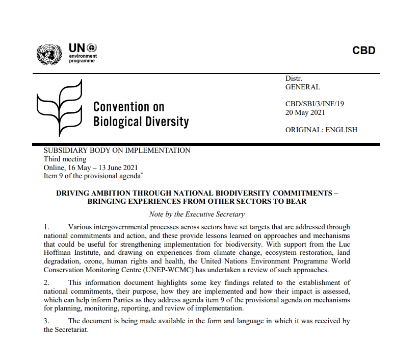 UN
environment
programme
CBD
Distr.
GENERAL
CBD/SBI/3/INF/19
20 May 2021
ORIGINAL: ENGLISH
Convention on
Biological Diversity
SUBSIDIARY BODY ON IMPLEMENTATION
Third meeting
Online, 16 May – 13 June 2021
Item 9 of the provisional agenda*
DRIVING AMBITION THROUGH NATIONAL BIODIVERSITY COMMITMENTS –
BRINGING EXPERIENCES FROM OTHER SECTORS TO BEAR
Note by the Executive Secretary
1. Various intergovernmental processes across sectors have set targets that are addressed through
national commitments and action, and these provide lessons learned on approaches and mechanisms
that could be useful for strengthening implementation for biodiversity. With support from the Luc
Hoffman Institute, and drawing on experiences from climate change, ecosystem restoration, land
degradation, ozone, human rights and health, the United Nations Environment Programme World
Conservation Monitoring Centre (UNEP-WCMC) has undertaken a review of such approaches.
2. This information document highlights some key findings related to the establishment of
national commitments, their purpose, how they are implemented and how their impact is assessed,
which can help inform Parties as they address agenda item 9 of the provisional agenda on mechanisms
for planning, monitoring, reporting, and review of implementation.
3. The document is being made available in the form and language in which it was received by
the Secretariat.